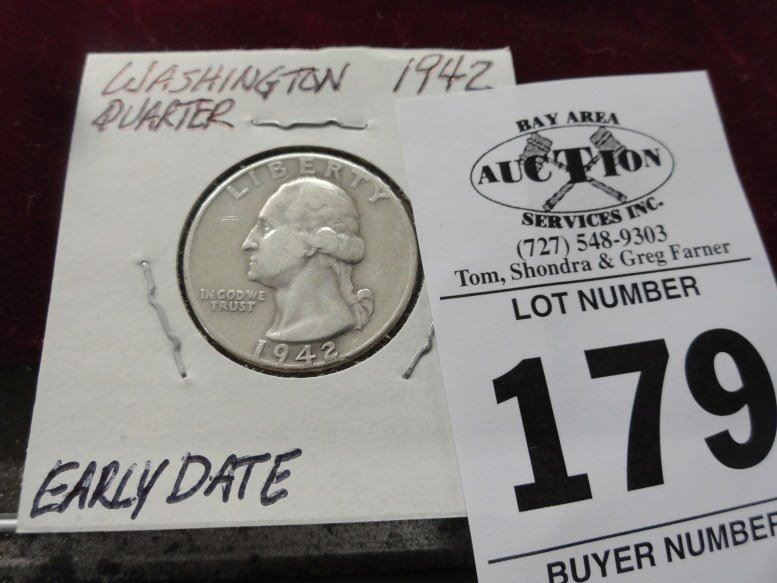 WASHINGTON 1942
QUARTER
LIBERTY
IN GOD WE
TRUST
1942
EARLY DATE
BAY AREA
AUCTION
SERVICES INC.
(727) 548-9303
Tom, Shondra & Greg Farner
LOT NUMBER
179
BUYER NUMBER